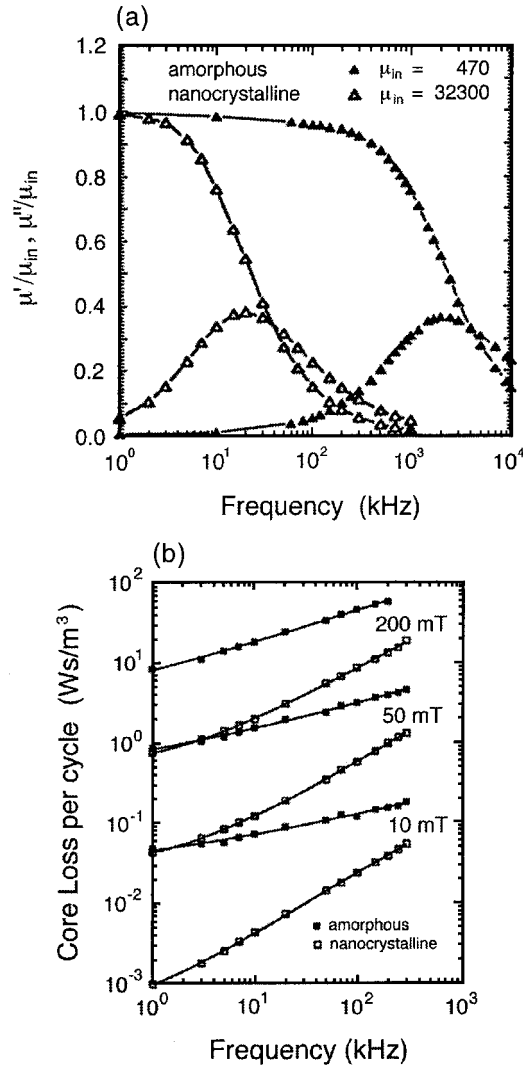 (a)
1.2
1.0
0.8
0.6
0.4
0.2
0.0
μ'/μin , μ''/μin
amorphous ▲ μin = 470
nanocrystalline △ μin = 32300
10^0 10^1 10^2 10^3 10^4
Frequency (kHz)
(b)
10^2
10^1
10^0
10^-1
10^-2
10^-3
Core Loss per cycle (Ws/m^3)
200 mT
50 mT
10 mT
amorphous
nanocrystalline
10^0 10^1 10^2 10^3
Frequency (kHz)